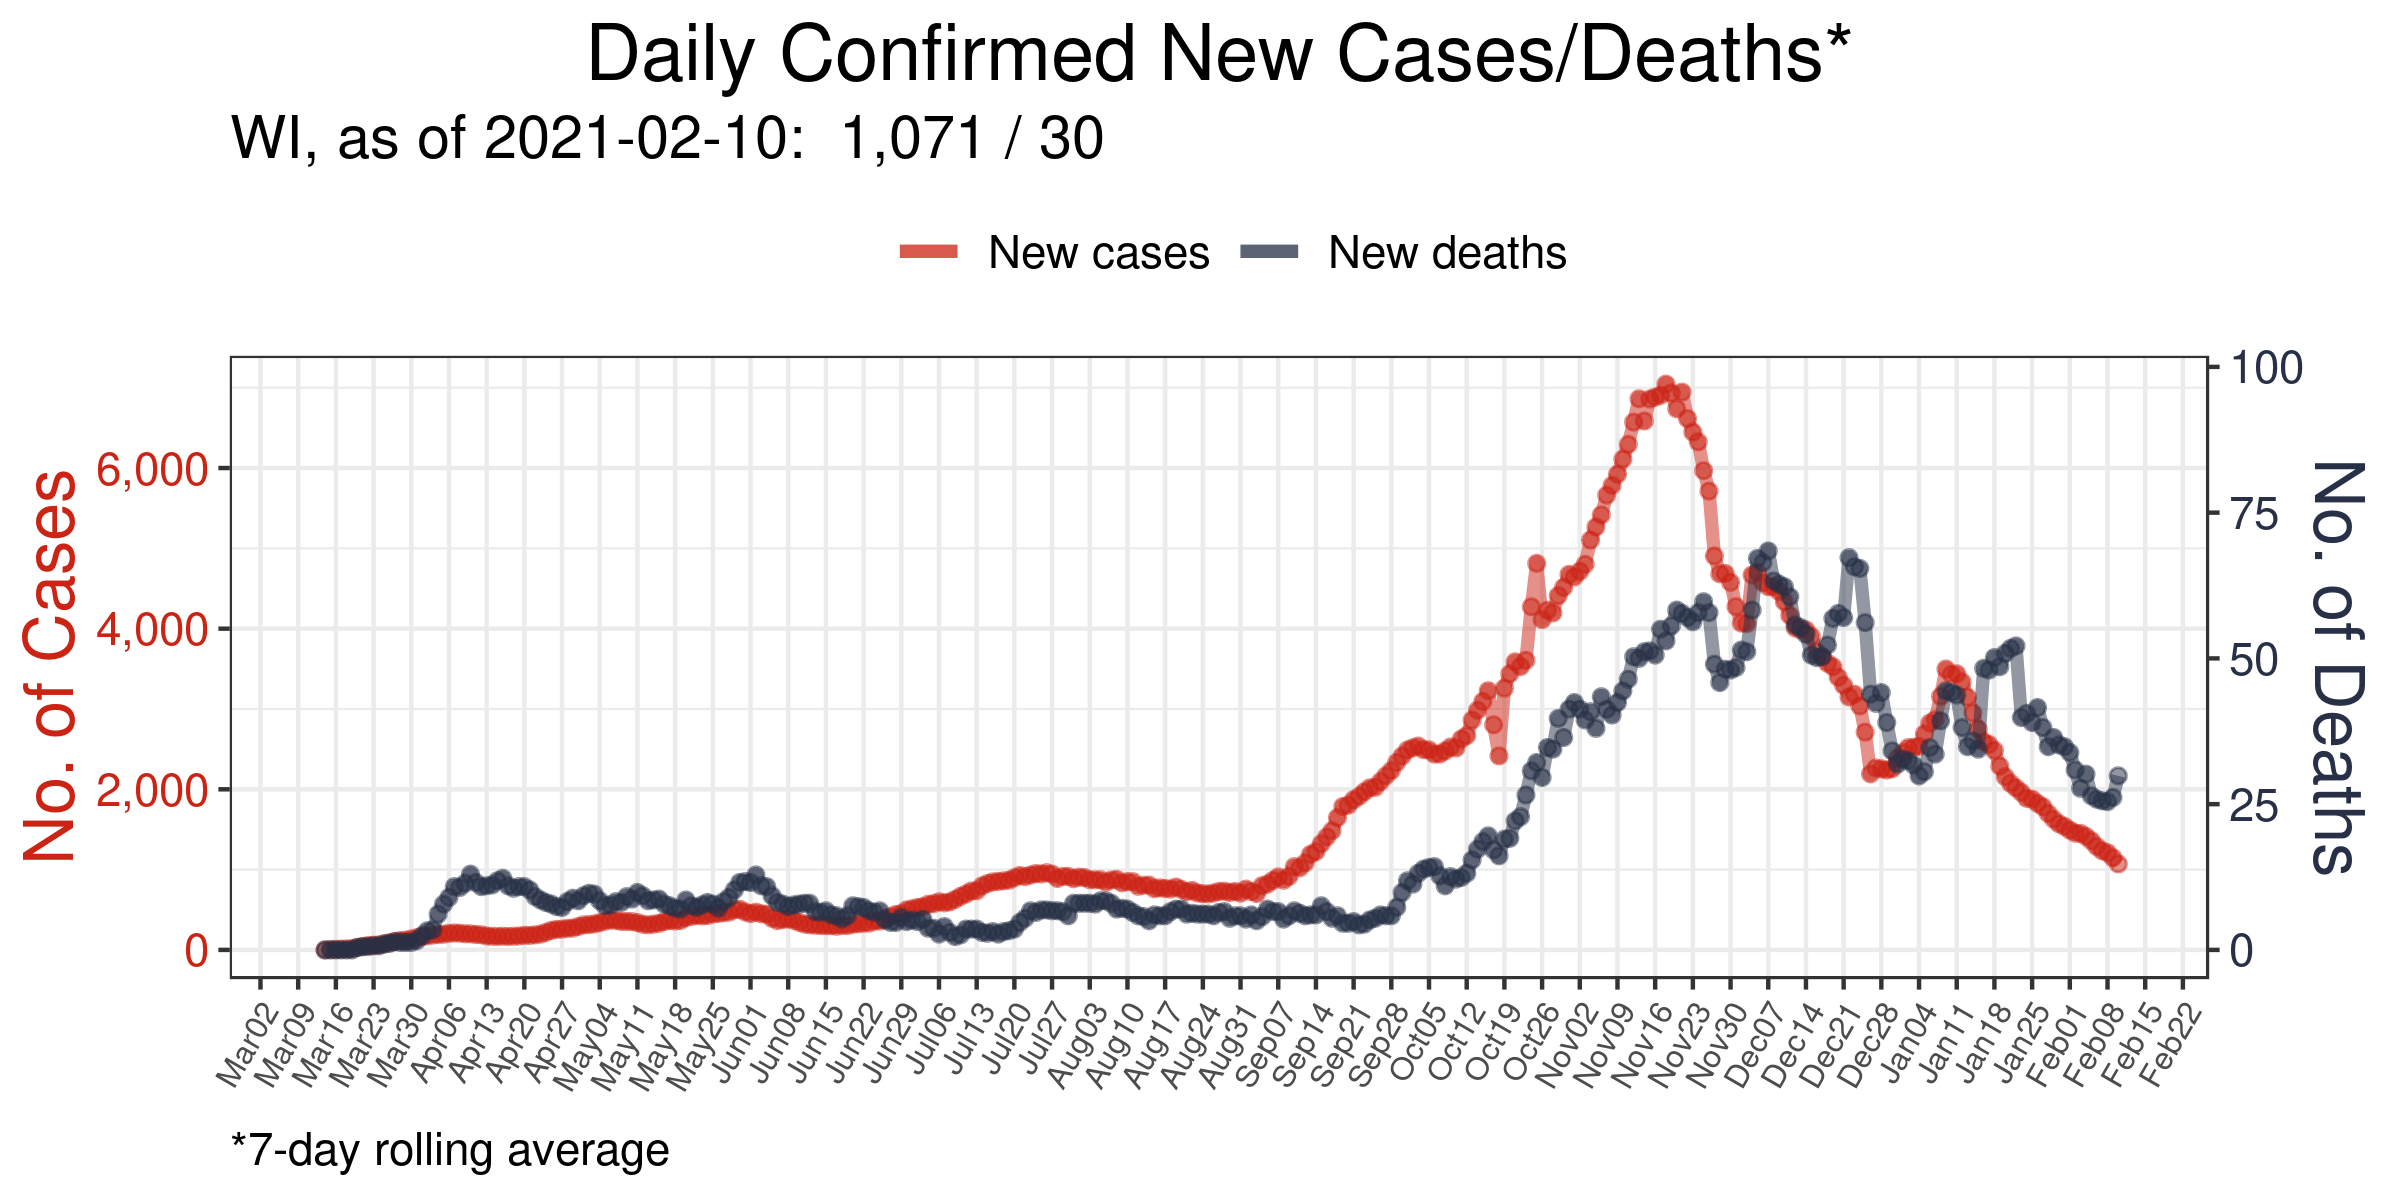 Daily Confirmed New Cases/Deaths*
WI, as of 2021-02-10:  1,071 / 30
New cases
New deaths
No. of Cases
6,000
4,000
2,000
0
100
75
50
25
0
No. of Deaths
Mar02
Mar09
Mar16
Mar23
Mar30
Apr06
Apr13
Apr20
Apr27
May04
May11
May18
May25
Jun01
Jun08
Jun15
Jun22
Jun29
Jul06
Jul13
Jul20
Jul27
Aug03
Aug10
Aug17
Aug24
Aug31
Sep07
Sep14
Sep21
Sep28
Oct05
Oct12
Oct19
Oct26
Nov02
Nov09
Nov16
Nov23
Nov30
Dec07
Dec14
Dec21
Dec28
Jan04
Jan11
Jan18
Jan25
Feb01
Feb08
Feb15
Feb22
*7-day rolling average